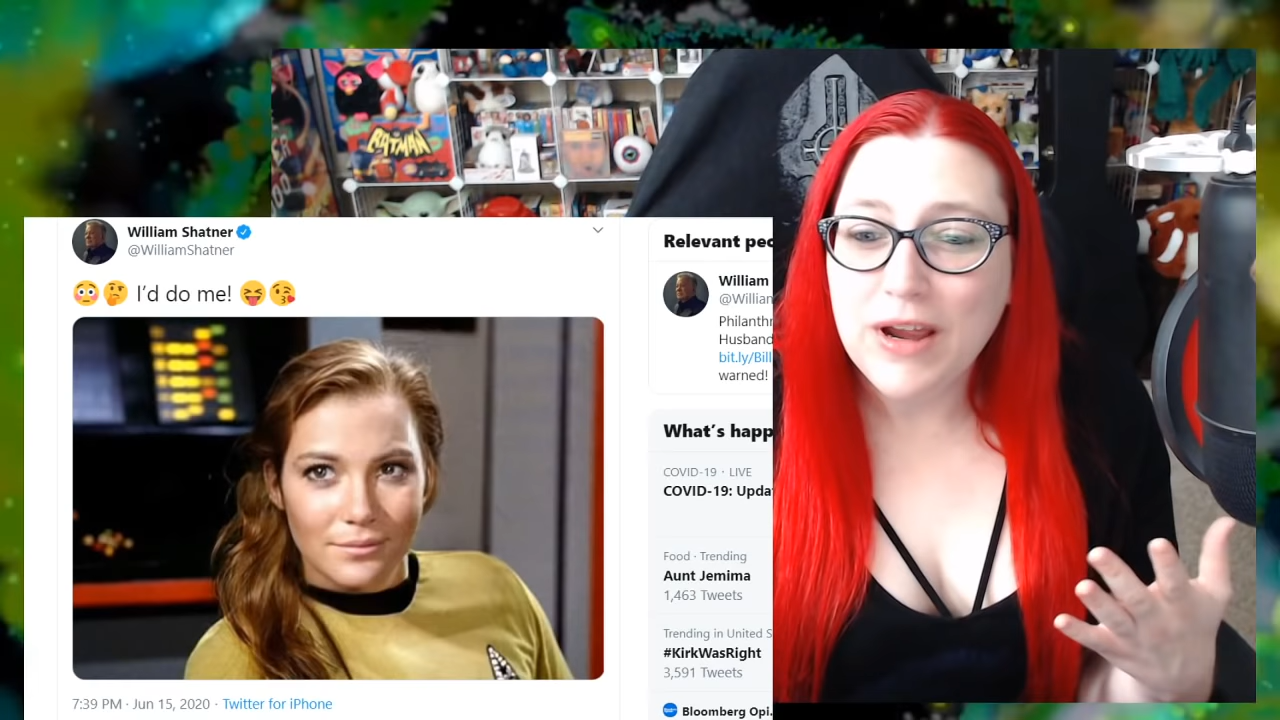 BATMAN
William Shatner
@WilliamShatner
I'd do me!
7:39 PM · Jun 15, 2020 · Twitter for iPhone
Relevant peo
William
@William
Philanthr
Husband
bit.ly/Bill
warned!
What's happ
COVID-19 · LIVE
COVID-19: Updat
Food · Trending
Aunt Jemima
1,463 Tweets
Trending in United S
#KirkWasRight
3,591 Tweets
Bloomberg Opi...